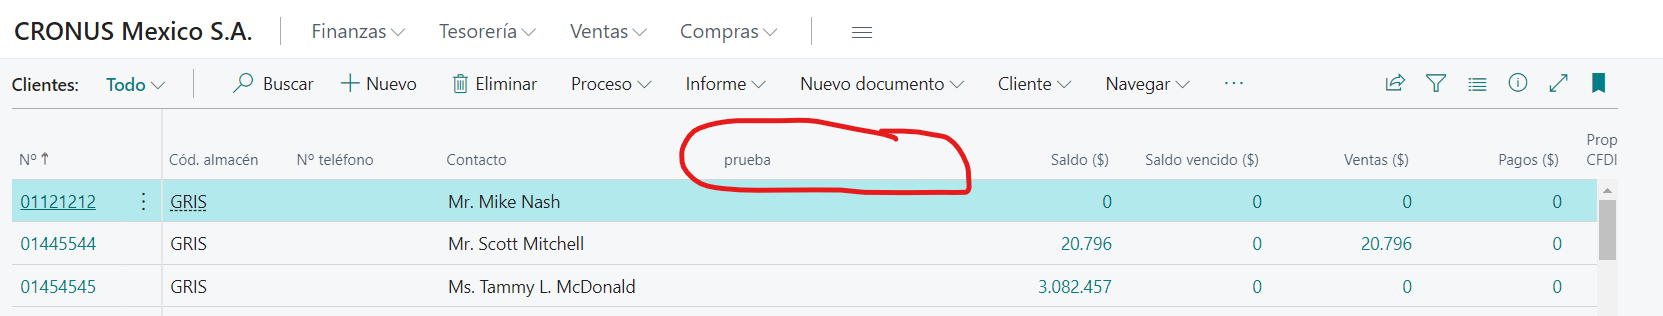 CRONUS Mexico S.A. Finanzas Tesorería Ventas Compras
Clientes: Todo Buscar Nuevo Eliminar Proceso Informe Nuevo documento Cliente Navegar ...
Nº ↑ Cód. almacén Nº teléfono Contacto prueba Saldo ($) Saldo vencido ($) Ventas ($) Pagos ($) Prop CFDI
01121212 GRIS Mr. Mike Nash 0 0 0 0
01445544 GRIS Mr. Scott Mitchell 20.796 0 20.796 0
01454545 GRIS Ms. Tammy L. McDonald 3.082.457 0 0 0